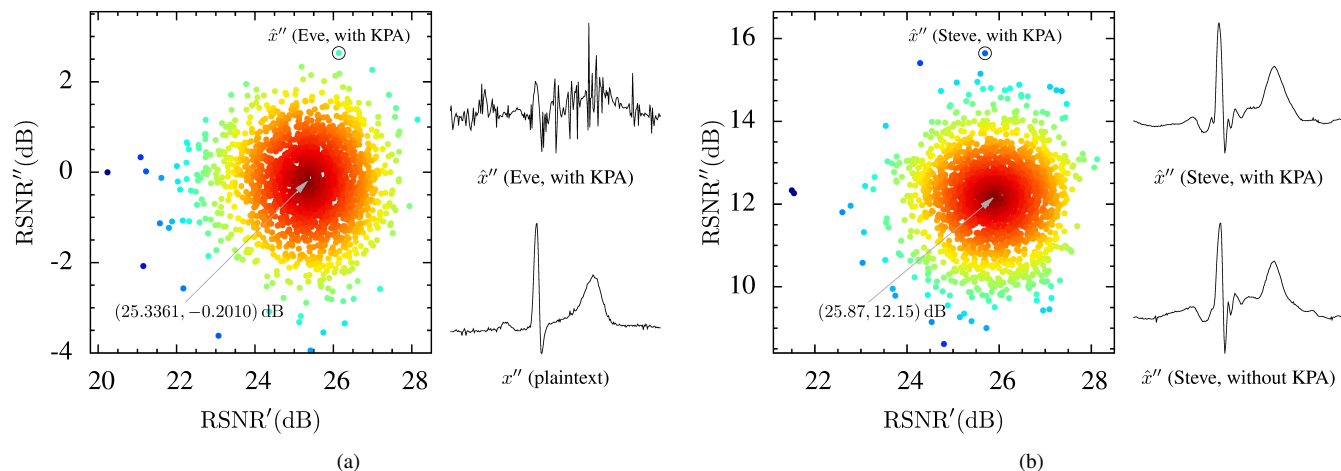 x̂′′ (Eve, with KPA)
2
0
-2
-4
RSNR′′(dB)
(25.3361, −0.2010) dB
20 22 24 26 28
RSNR′(dB)
x̂′′ (Eve, with KPA)
x′′ (plaintext)
(a)
x̂′′ (Steve, with KPA)
16
14
12
10
RSNR′′(dB)
(25.87, 12.15) dB
22 24 26 28
RSNR′(dB)
x̂′′ (Steve, with KPA)
x̂′′ (Steve, without KPA)
(b)